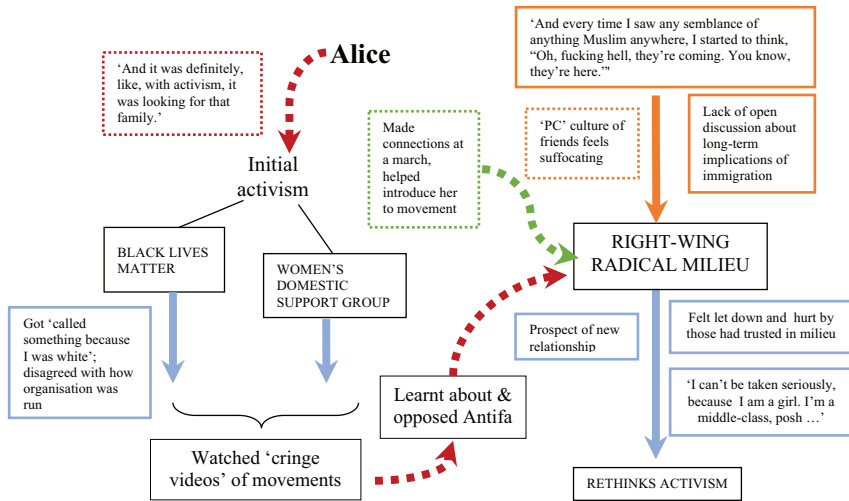 Alice
‘And it was definitely,
like, with activism, it
was looking for that
family.’
‘And every time I saw any semblance of
anything Muslim anywhere, I started to think,
“Oh, fucking hell, they’re coming. You know,
they’re here.”'
Made
connections at
a march,
helped
introduce her
to movement
‘PC’ culture of
friends feels
suffocating
Lack of open
discussion about
long-term
implications of
immigration
Initial
activism
BLACK LIVES
MATTER
WOMEN’S
DOMESTIC
SUPPORT GROUP
RIGHT-WING
RADICAL MILIEU
Got ‘called
something because
I was white’;
disagreed with how
organisation was
run
Prospect of new
relationship
Felt let down and hurt by
those had trusted in milieu
‘I can’t be taken seriously,
because I am a girl. I’m a
middle-class, posh …’
Learnt about &
opposed Antifa
Watched ‘cringe
videos’ of movements
RETHINKS ACTIVISM